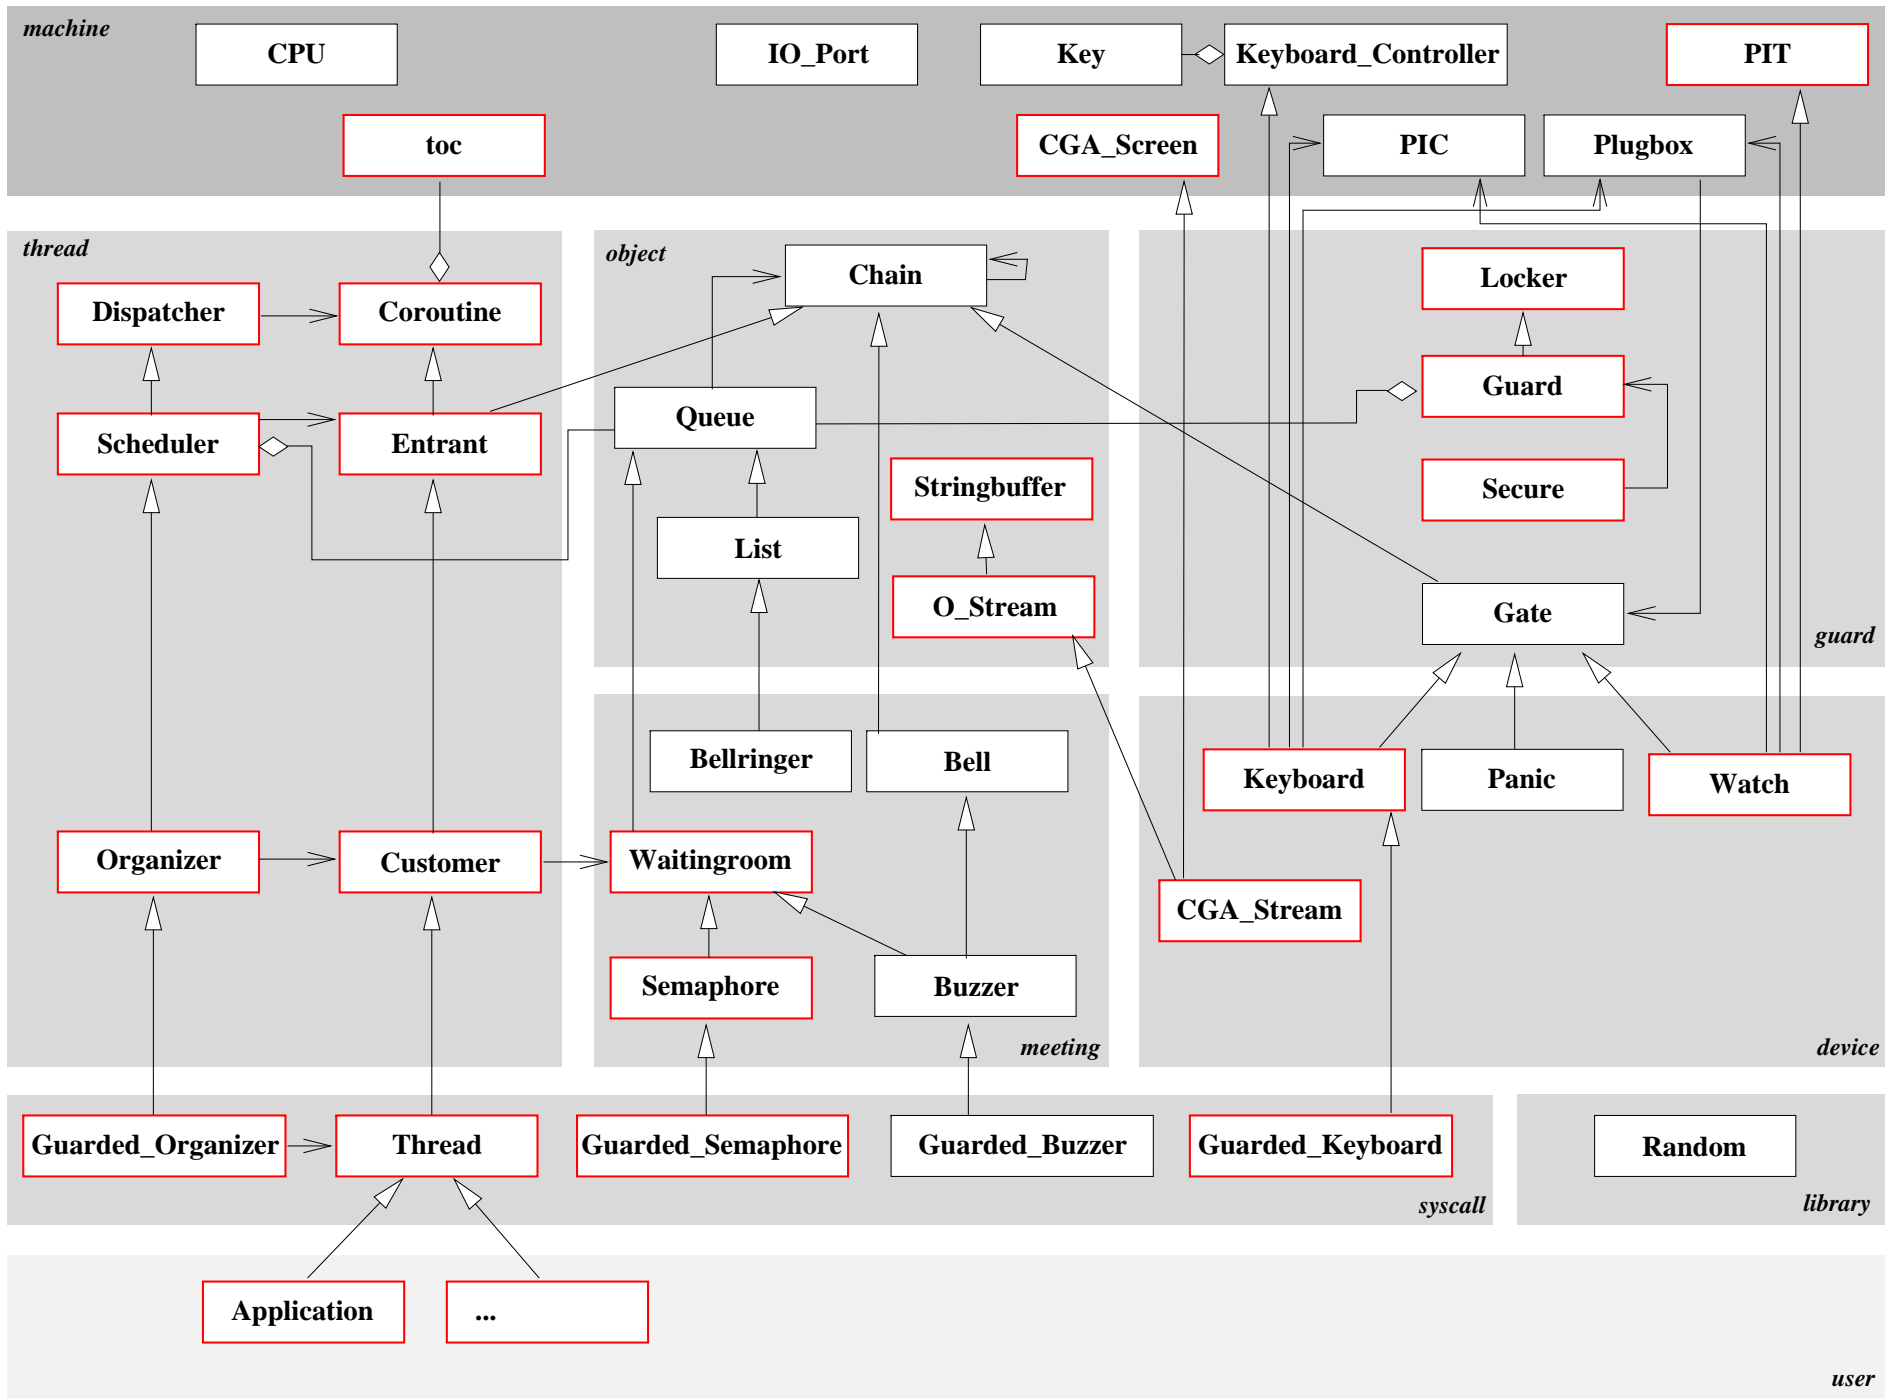 machine
CPU
IO_Port
Key
Keyboard_Controller
PIT
toc
CGA_Screen
PIC
Plugbox
thread
object
Chain
Locker
Dispatcher
Coroutine
Guard
Queue
Scheduler
Entrant
Stringbuffer
Secure
List
O_Stream
Gate
guard
Bellringer
Bell
Keyboard
Panic
Watch
Organizer
Customer
Waitingroom
CGA_Stream
Semaphore
Buzzer
meeting
device
Guarded_Organizer
Thread
Guarded_Semaphore
Guarded_Buzzer
Guarded_Keyboard
Random
syscall
library
Application
...
user